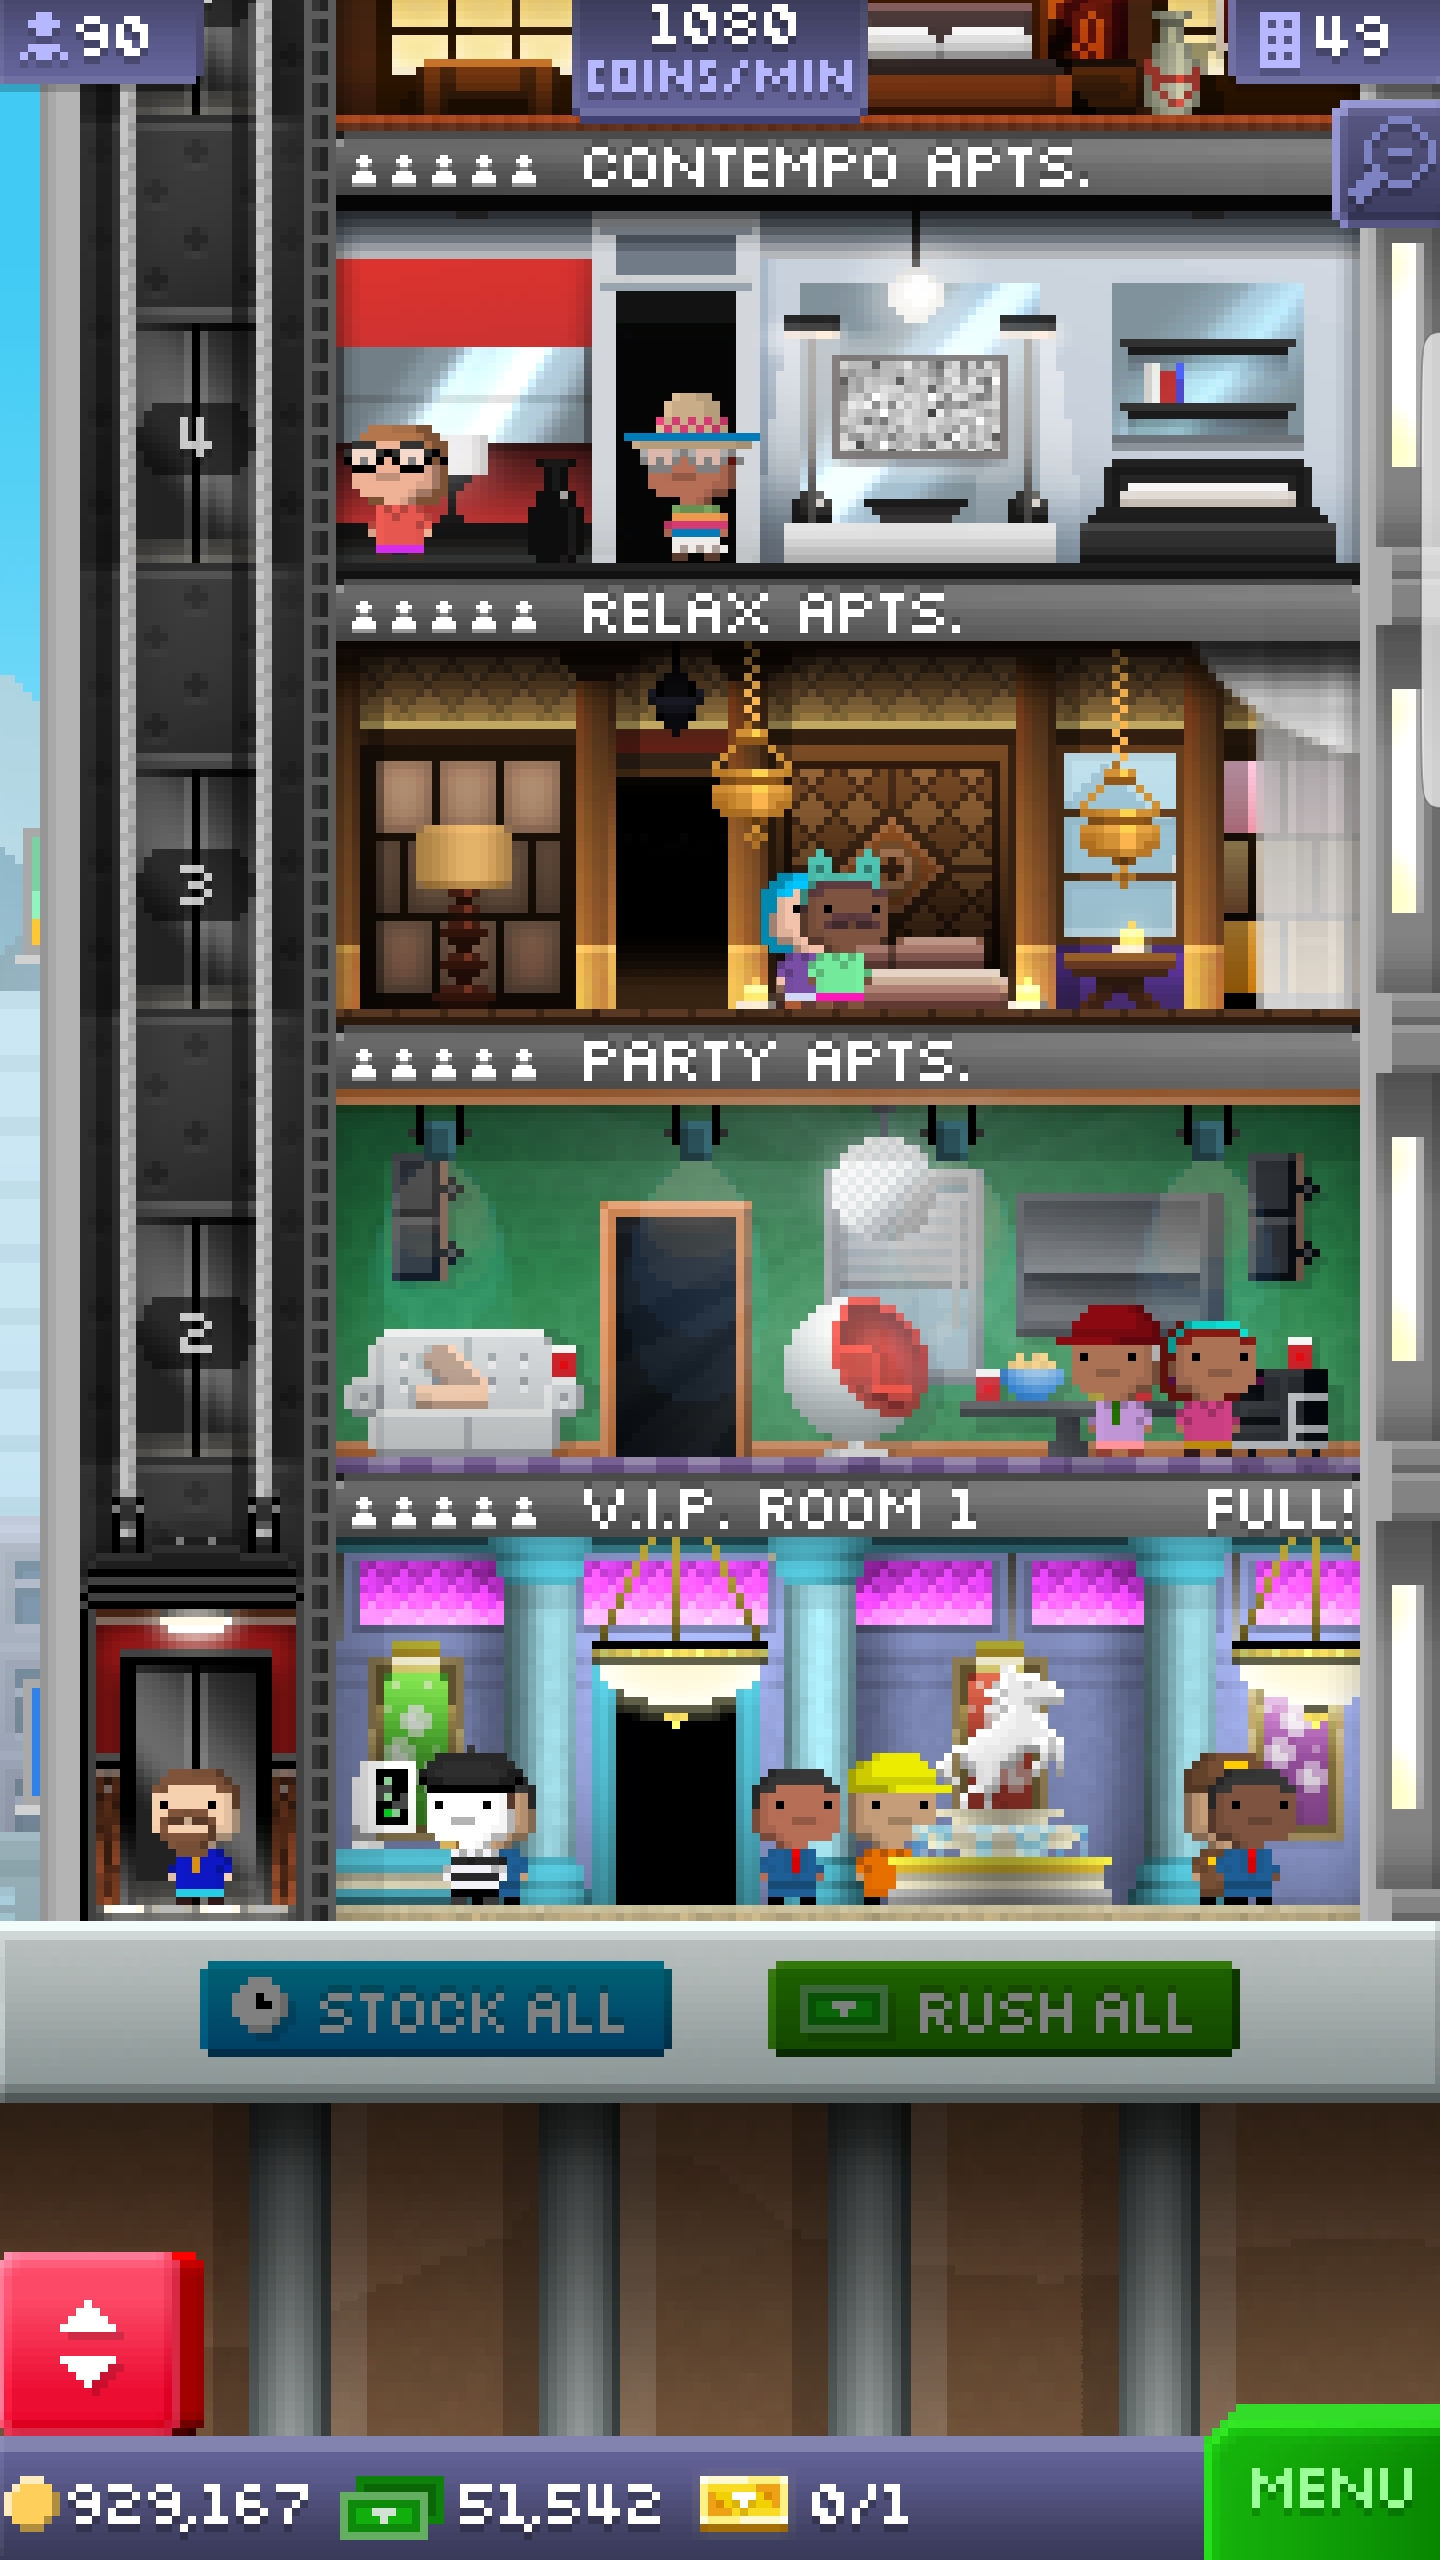 90
1080
COINS/MIN
49
CONTEMPO APTS.
4
RELAX APTS.
3
PARTY APTS.
2
V.I.P. ROOM 1 FULL!
STOCK ALL
RUSH ALL
929,167
51,542
0/1
MENU